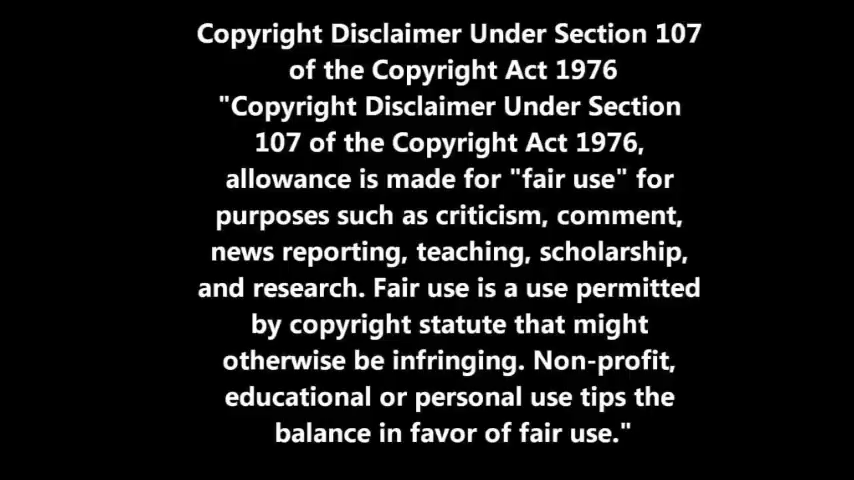 Copyright Disclaimer Under Section 107
of the Copyright Act 1976
"Copyright Disclaimer Under Section
107 of the Copyright Act 1976,
allowance is made for "fair use" for
purposes such as criticism, comment,
news reporting, teaching, scholarship,
and research. Fair use is a use permitted
by copyright statute that might
otherwise be infringing. Non-profit,
educational or personal use tips the
balance in favor of fair use."